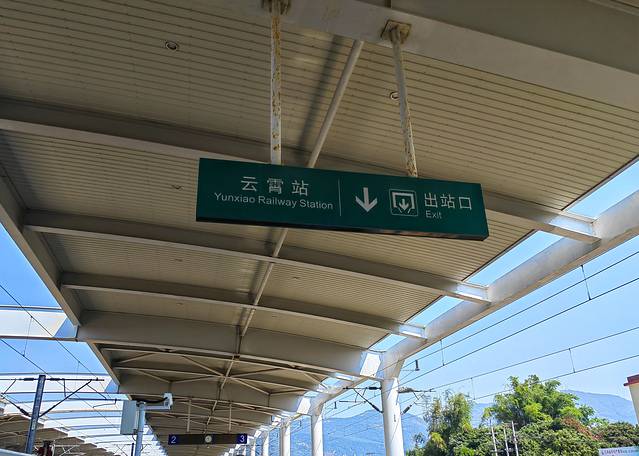 云霄站
Yunxiao Railway Station
出站口
Exit
2 3